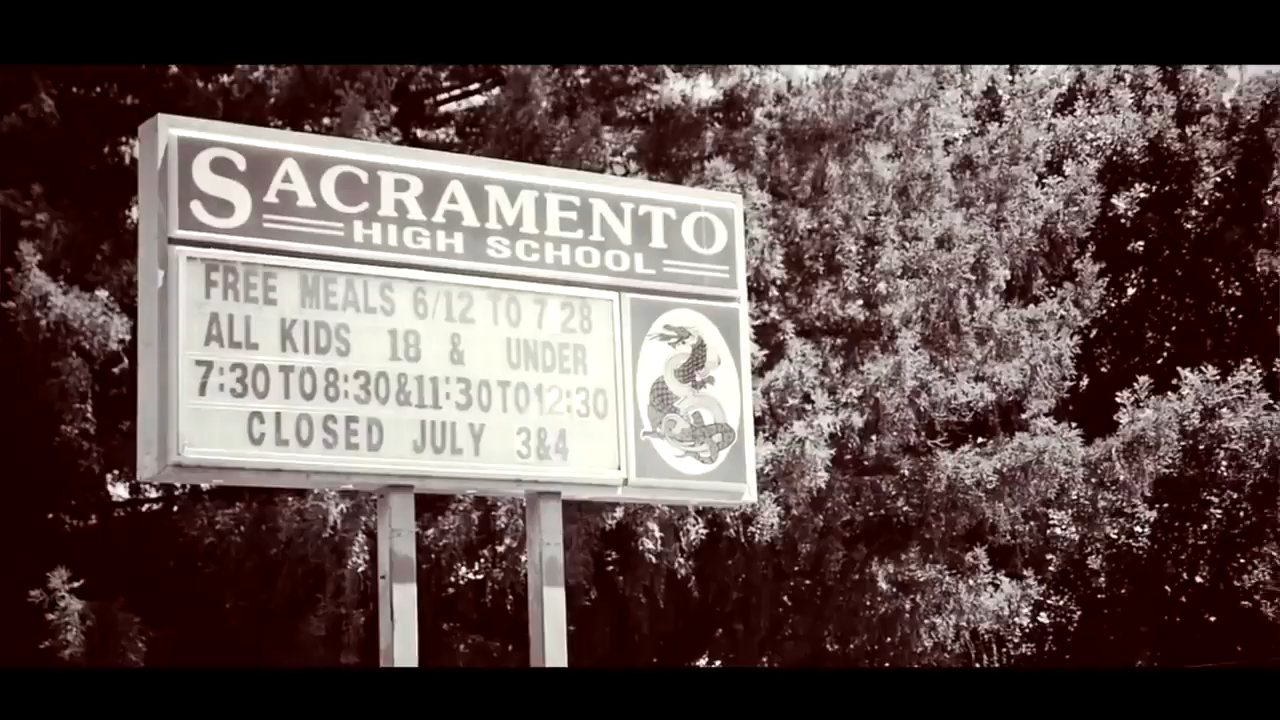 SACRAMENTO
HIGH SCHOOL
FREE MEALS 6/12 TO 7/28
ALL KIDS 18 & UNDER
7:30 TO 8:30&11:30 TO 12:30
CLOSED JULY 3&4